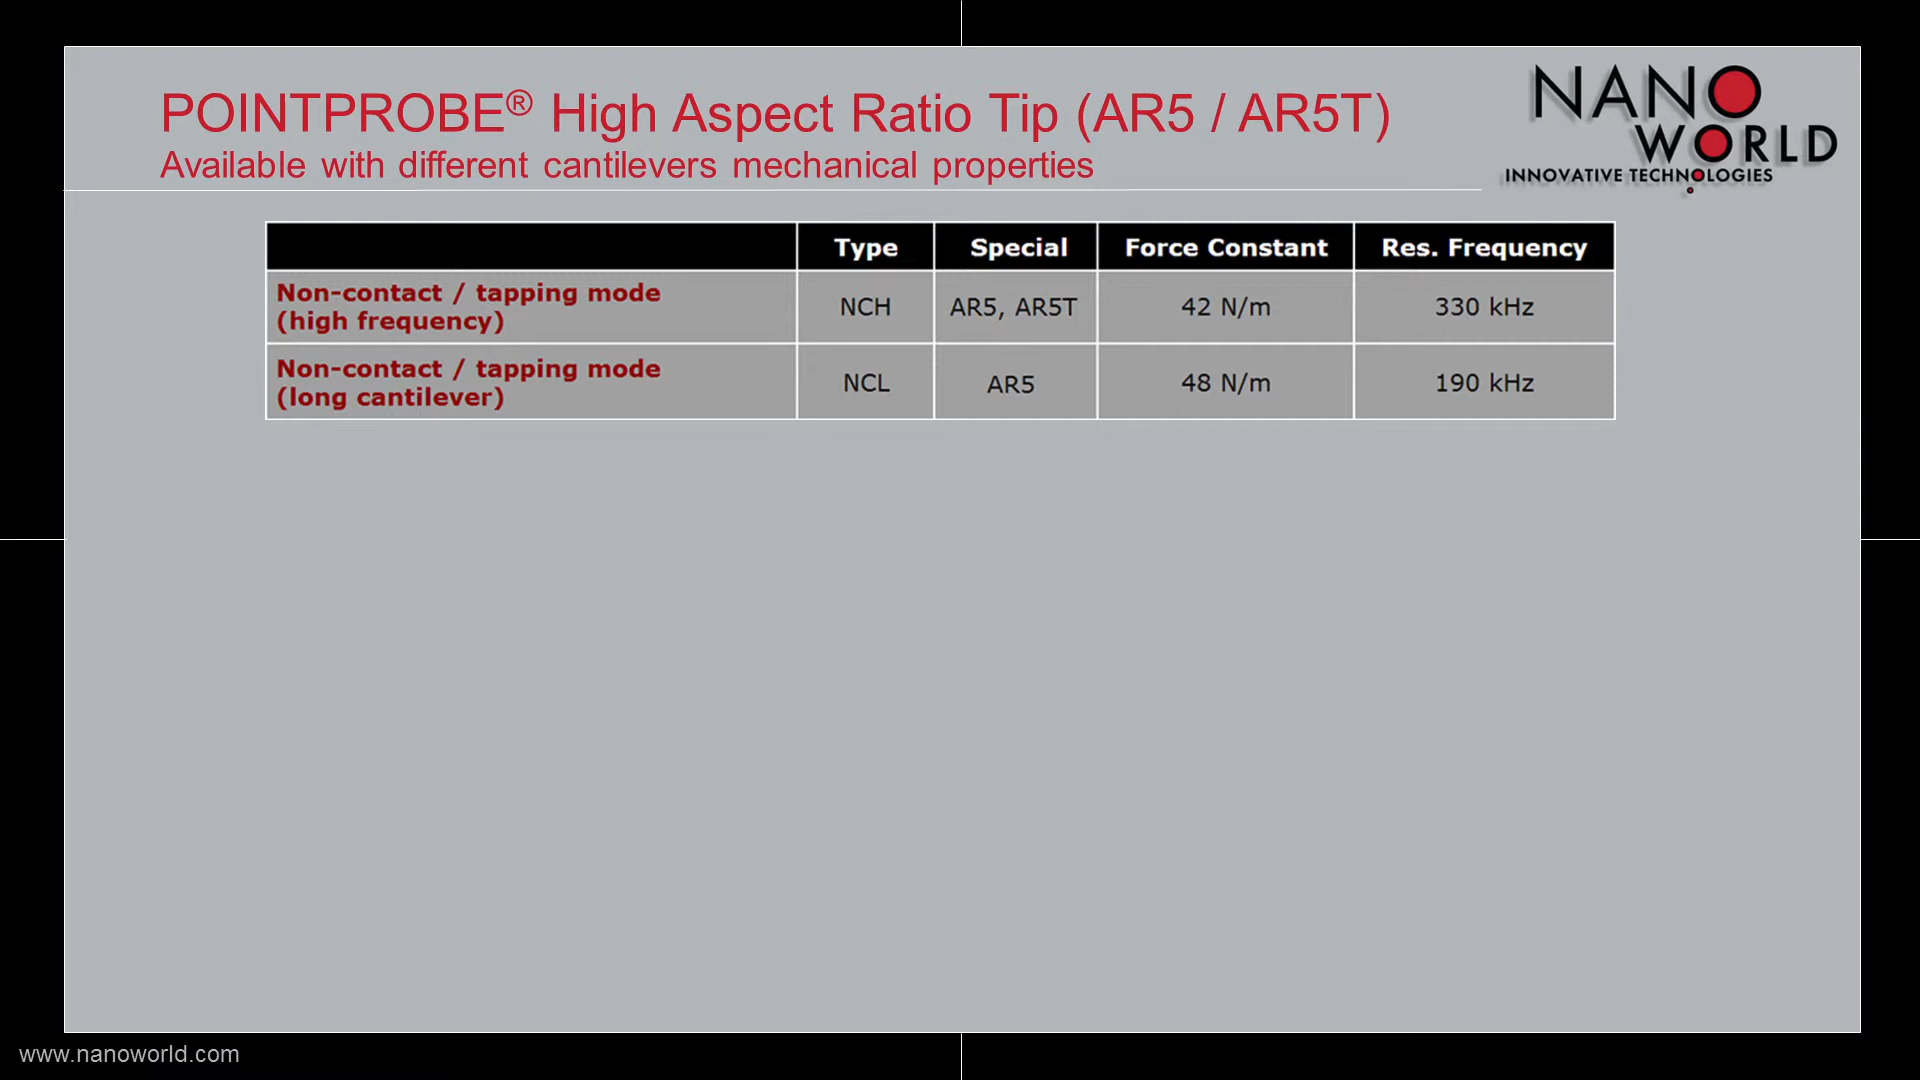 POINTPROBE® High Aspect Ratio Tip (AR5 / AR5T)
Available with different cantilevers mechanical properties
NANO
WORLD
INNOVATIVE TECHNOLOGIES
Type Special Force Constant Res. Frequency
Non-contact / tapping mode
(high frequency) NCH AR5, AR5T 42 N/m 330 kHz
Non-contact / tapping mode
(long cantilever) NCL AR5 48 N/m 190 kHz
www.nanoworld.com